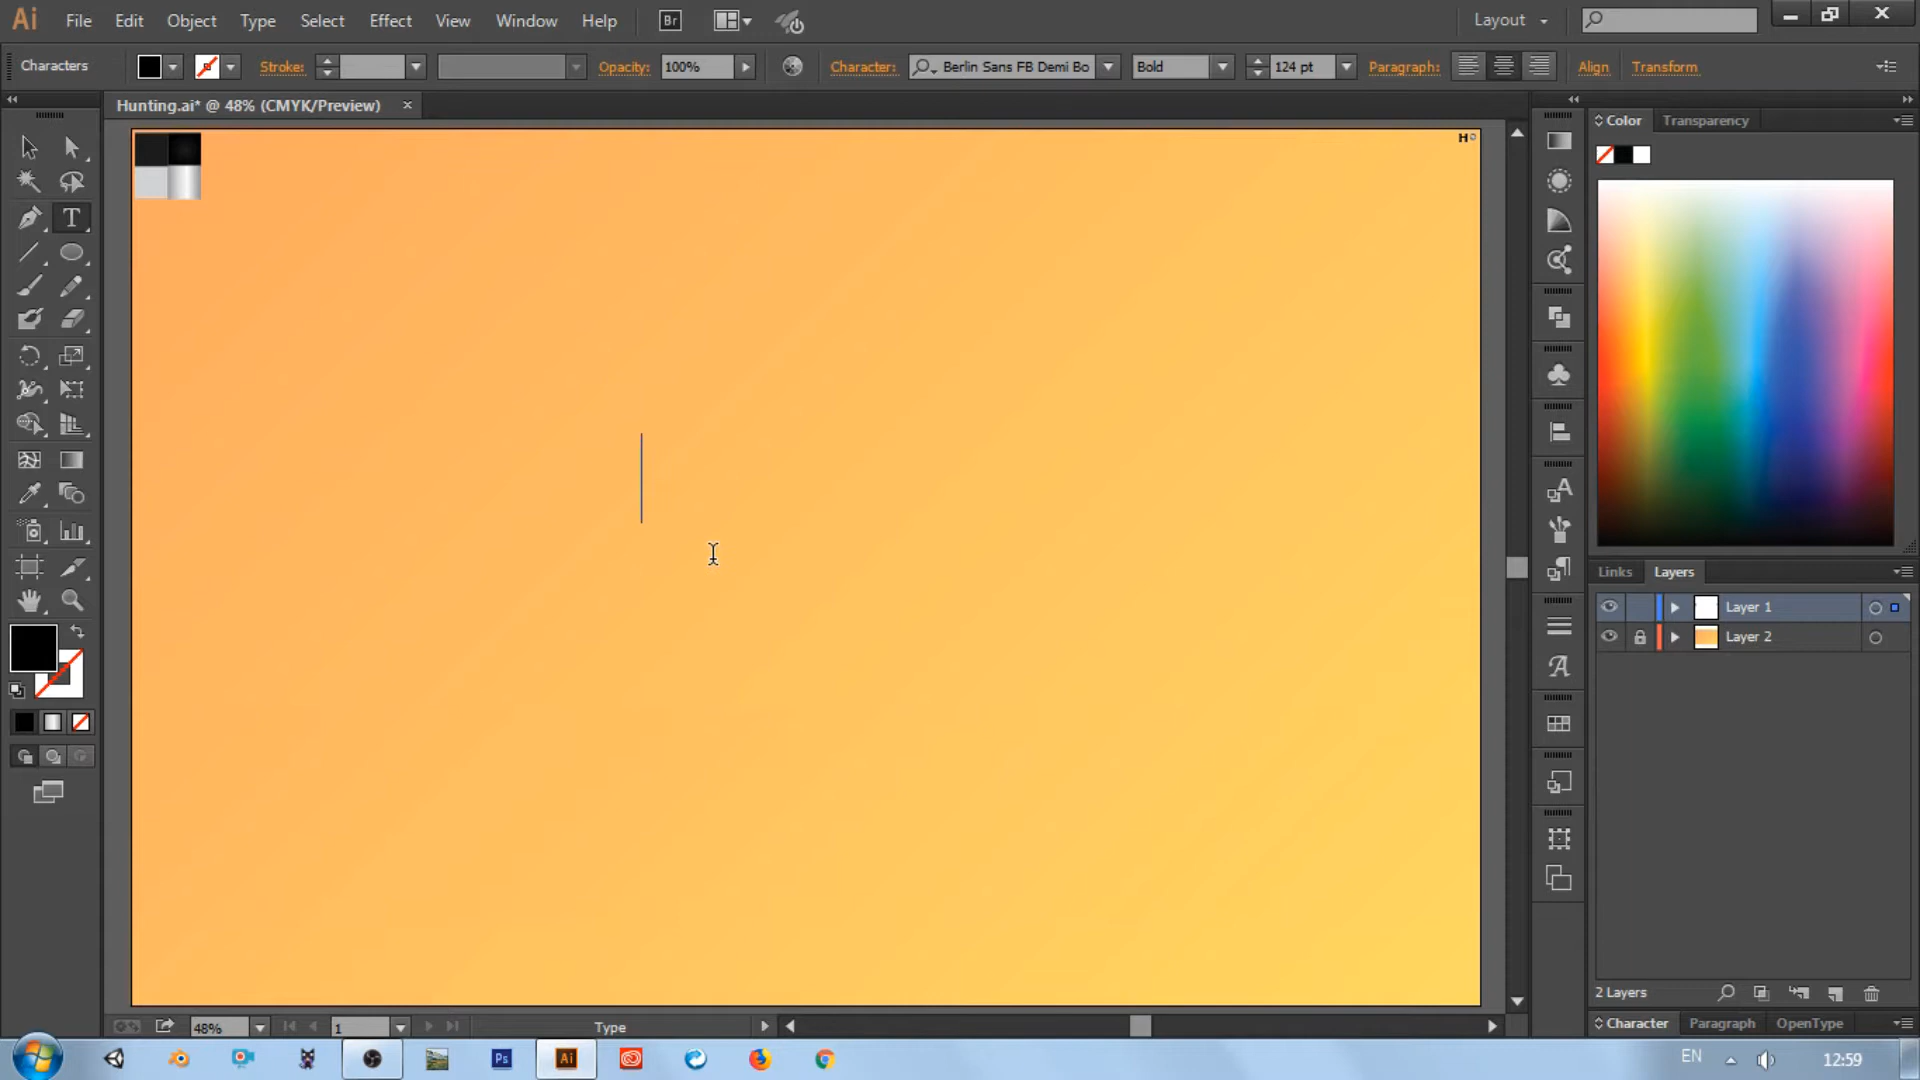 Ai File Edit Object Type Select Effect View Window Help Br Layout
Characters Stroke: Opacity: 100% Character: Berlin Sans FB Demi Bo Bold 124 pt Paragraph: Align Transform
Hunting.ai* @ 48% (CMYK/Preview)
Color Transparency
H
T
Links Layers
Layer 1
Layer 2
2 Layers
48% 1 Type
Character Paragraph OpenType
Ps Ai EN 12:59